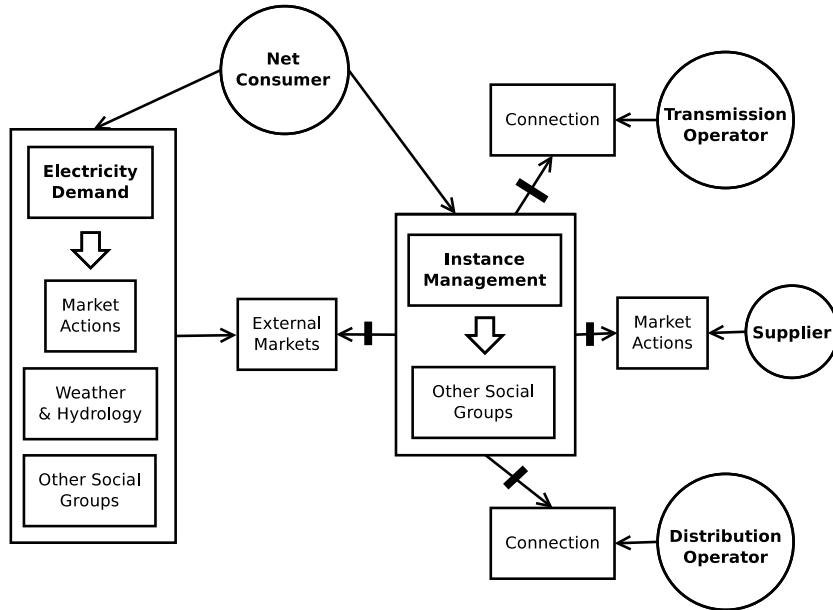 Net
Consumer
Connection
Transmission
Operator
Electricity
Demand
Market
Actions
Weather
& Hydrology
Other Social
Groups
External
Markets
Instance
Management
Other Social
Groups
Market
Actions
Supplier
Connection
Distribution
Operator